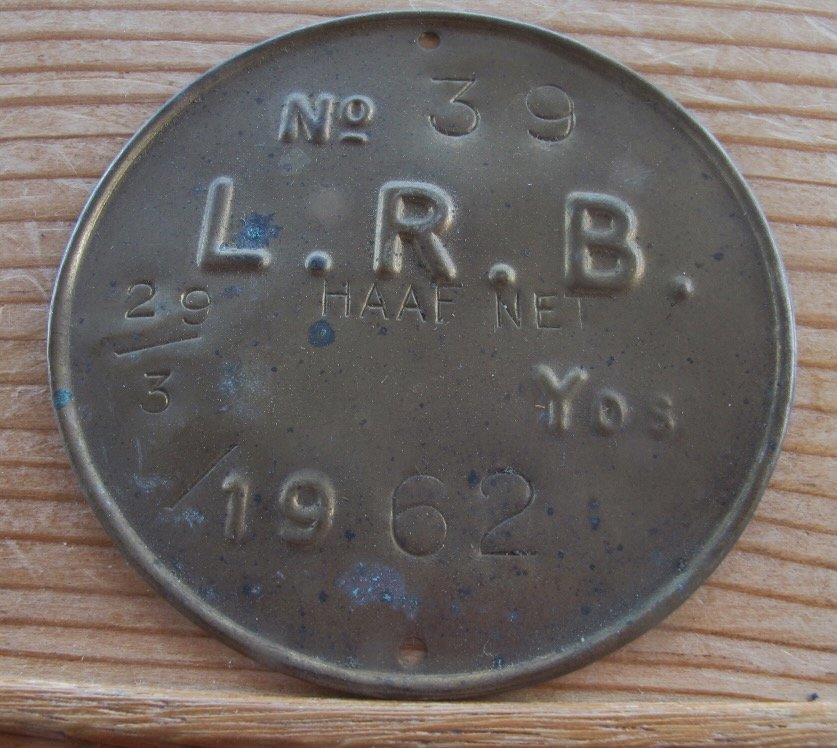 Nº 39
L.R.B.
HAAF NET
29/3
Yds
/1962